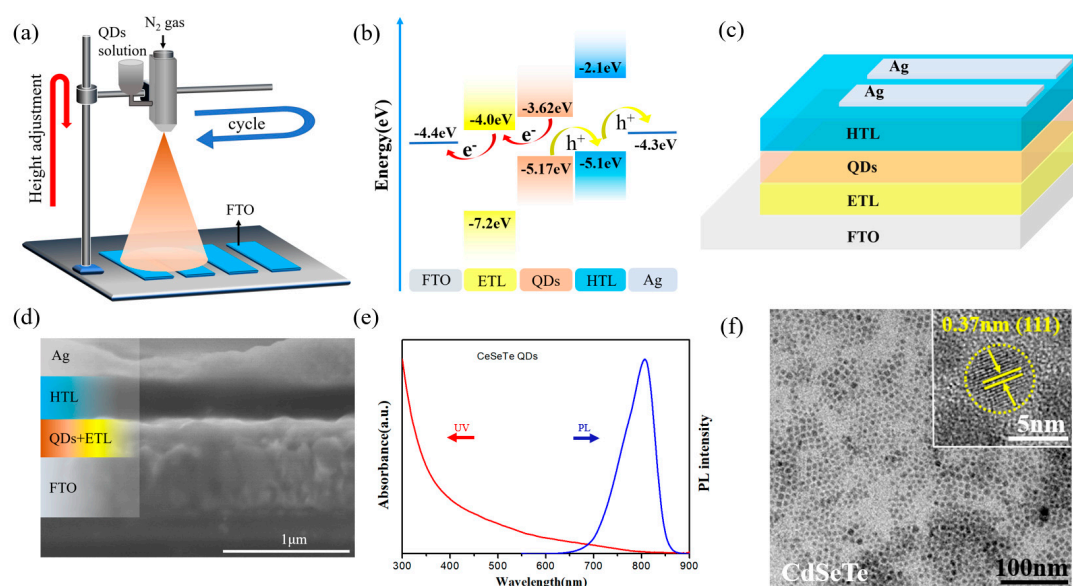 (a)
N₂ gas
QDs
solution
Height adjustment
cycle
FTO
(b)
Energy(eV)
-2.1eV
-3.62eV
-4.0eV
-4.4eV
e⁻
e⁻
h⁺
h⁺
-4.3eV
-5.17eV
-5.1eV
-7.2eV
FTO
ETL
QDs
HTL
Ag
(c)
Ag
Ag
HTL
QDs
ETL
FTO
(d)
Ag
HTL
QDs+ETL
FTO
1μm
(e)
CeSeTe QDs
Absorbance(a.u.)
UV
PL
PL intensity
300 400 500 600 700 800 900
Wavelength(nm)
(f)
0.37nm (111)
5nm
CdSeTe
100nm